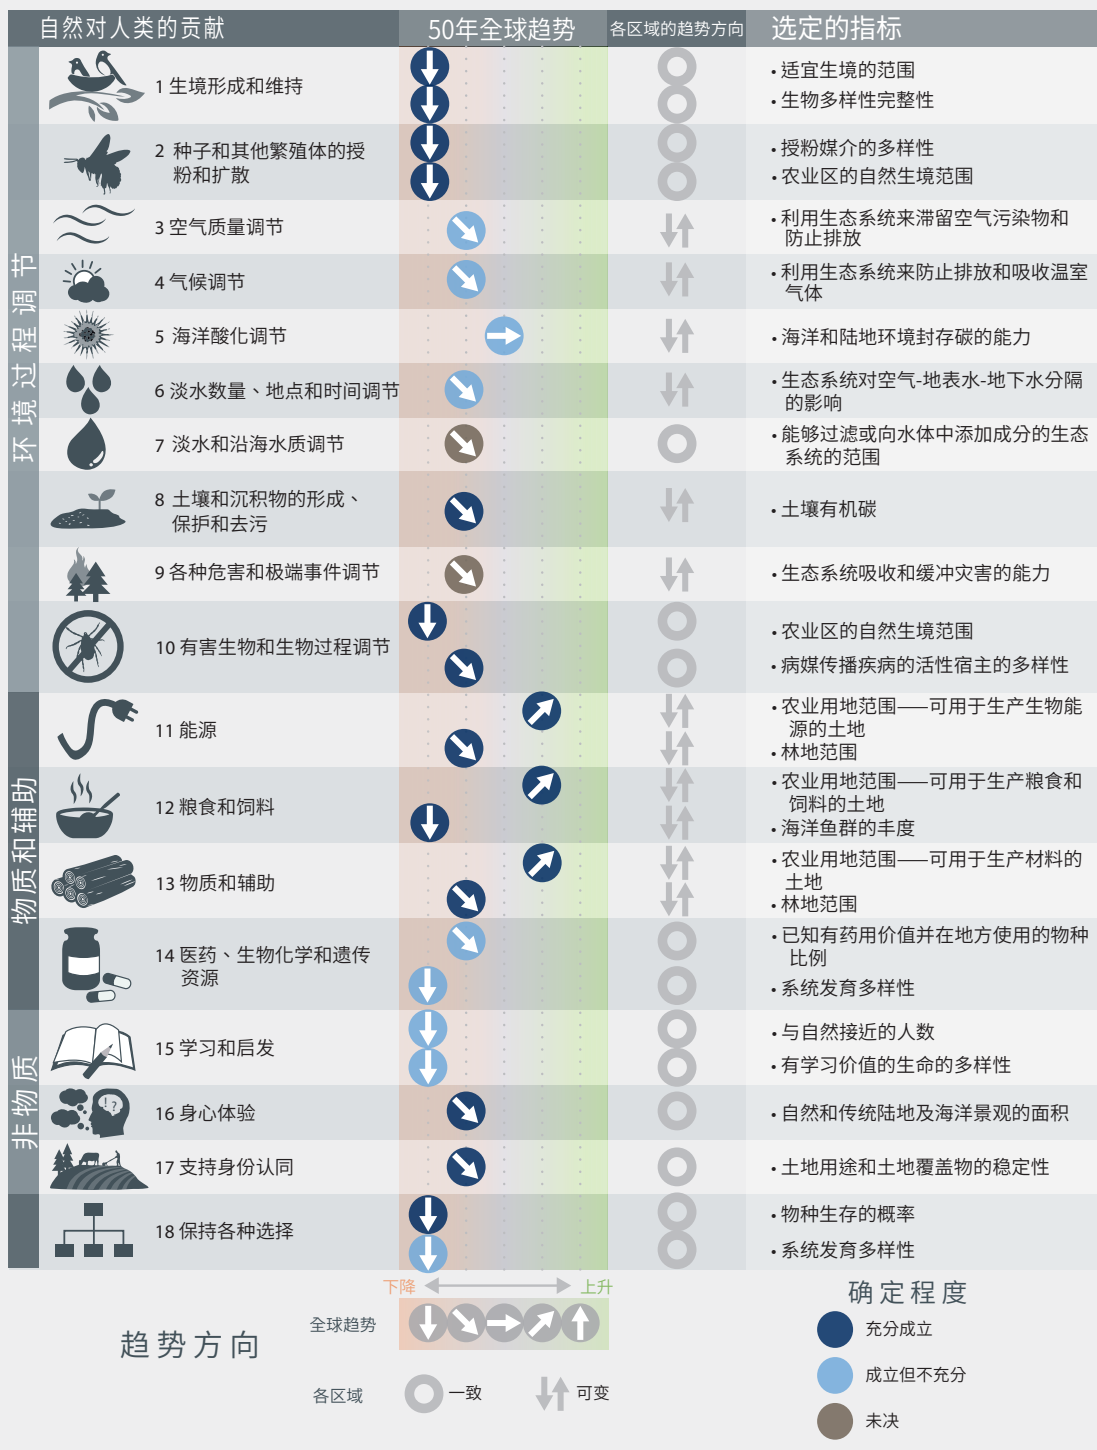 自然对人类的贡献
50年全球趋势
各区域的趋势方向
选定的指标
环境过程调节
1 生境形成和维持
• 适宜生境的范围
• 生物多样性完整性
2 种子和其他繁殖体的授
粉和扩散
• 授粉媒介的多样性
• 农业区的自然生境范围
3 空气质量调节
• 利用生态系统来滞留空气污染物和
防止排放
4 气候调节
• 利用生态系统来防止排放和吸收温室
气体
5 海洋酸化调节
• 海洋和陆地环境封存碳的能力
6 淡水数量、地点和时间调节
• 生态系统对空气-地表水-地下水分隔
的影响
7 淡水和沿海水质调节
• 能够过滤或向水体中添加成分的生态
系统的范围
8 土壤和沉积物的形成、
保护和去污
• 土壤有机碳
9 各种危害和极端事件调节
• 生态系统吸收和缓冲灾害的能力
10 有害生物和生物过程调节
• 农业区的自然生境范围
• 病媒传播疾病的活性宿主的多样性
物质和辅助
11 能源
• 农业用地范围——可用于生产生物能
源的土地
• 林地范围
12 粮食和饲料
• 农业用地范围——可用于生产粮食和
饲料的土地
• 海洋鱼群的丰度
13 物质和辅助
• 农业用地范围——可用于生产材料的
土地
• 林地范围
14 医药、生物化学和遗传
资源
• 已知有药用价值并在地方使用的物种
比例
• 系统发育多样性
非物质
15 学习和启发
• 与自然接近的人数
• 有学习价值的生命的多样性
16 身心体验
! ?
• 自然和传统陆地及海洋景观的面积
17 支持身份认同
• 土地用途和土地覆盖物的稳定性
18 保持各种选择
• 物种生存的概率
• 系统发育多样性
下降
上升
趋势方向
全球趋势
各区域
一致
可变
确定程度
充分成立
成立但不充分
未决